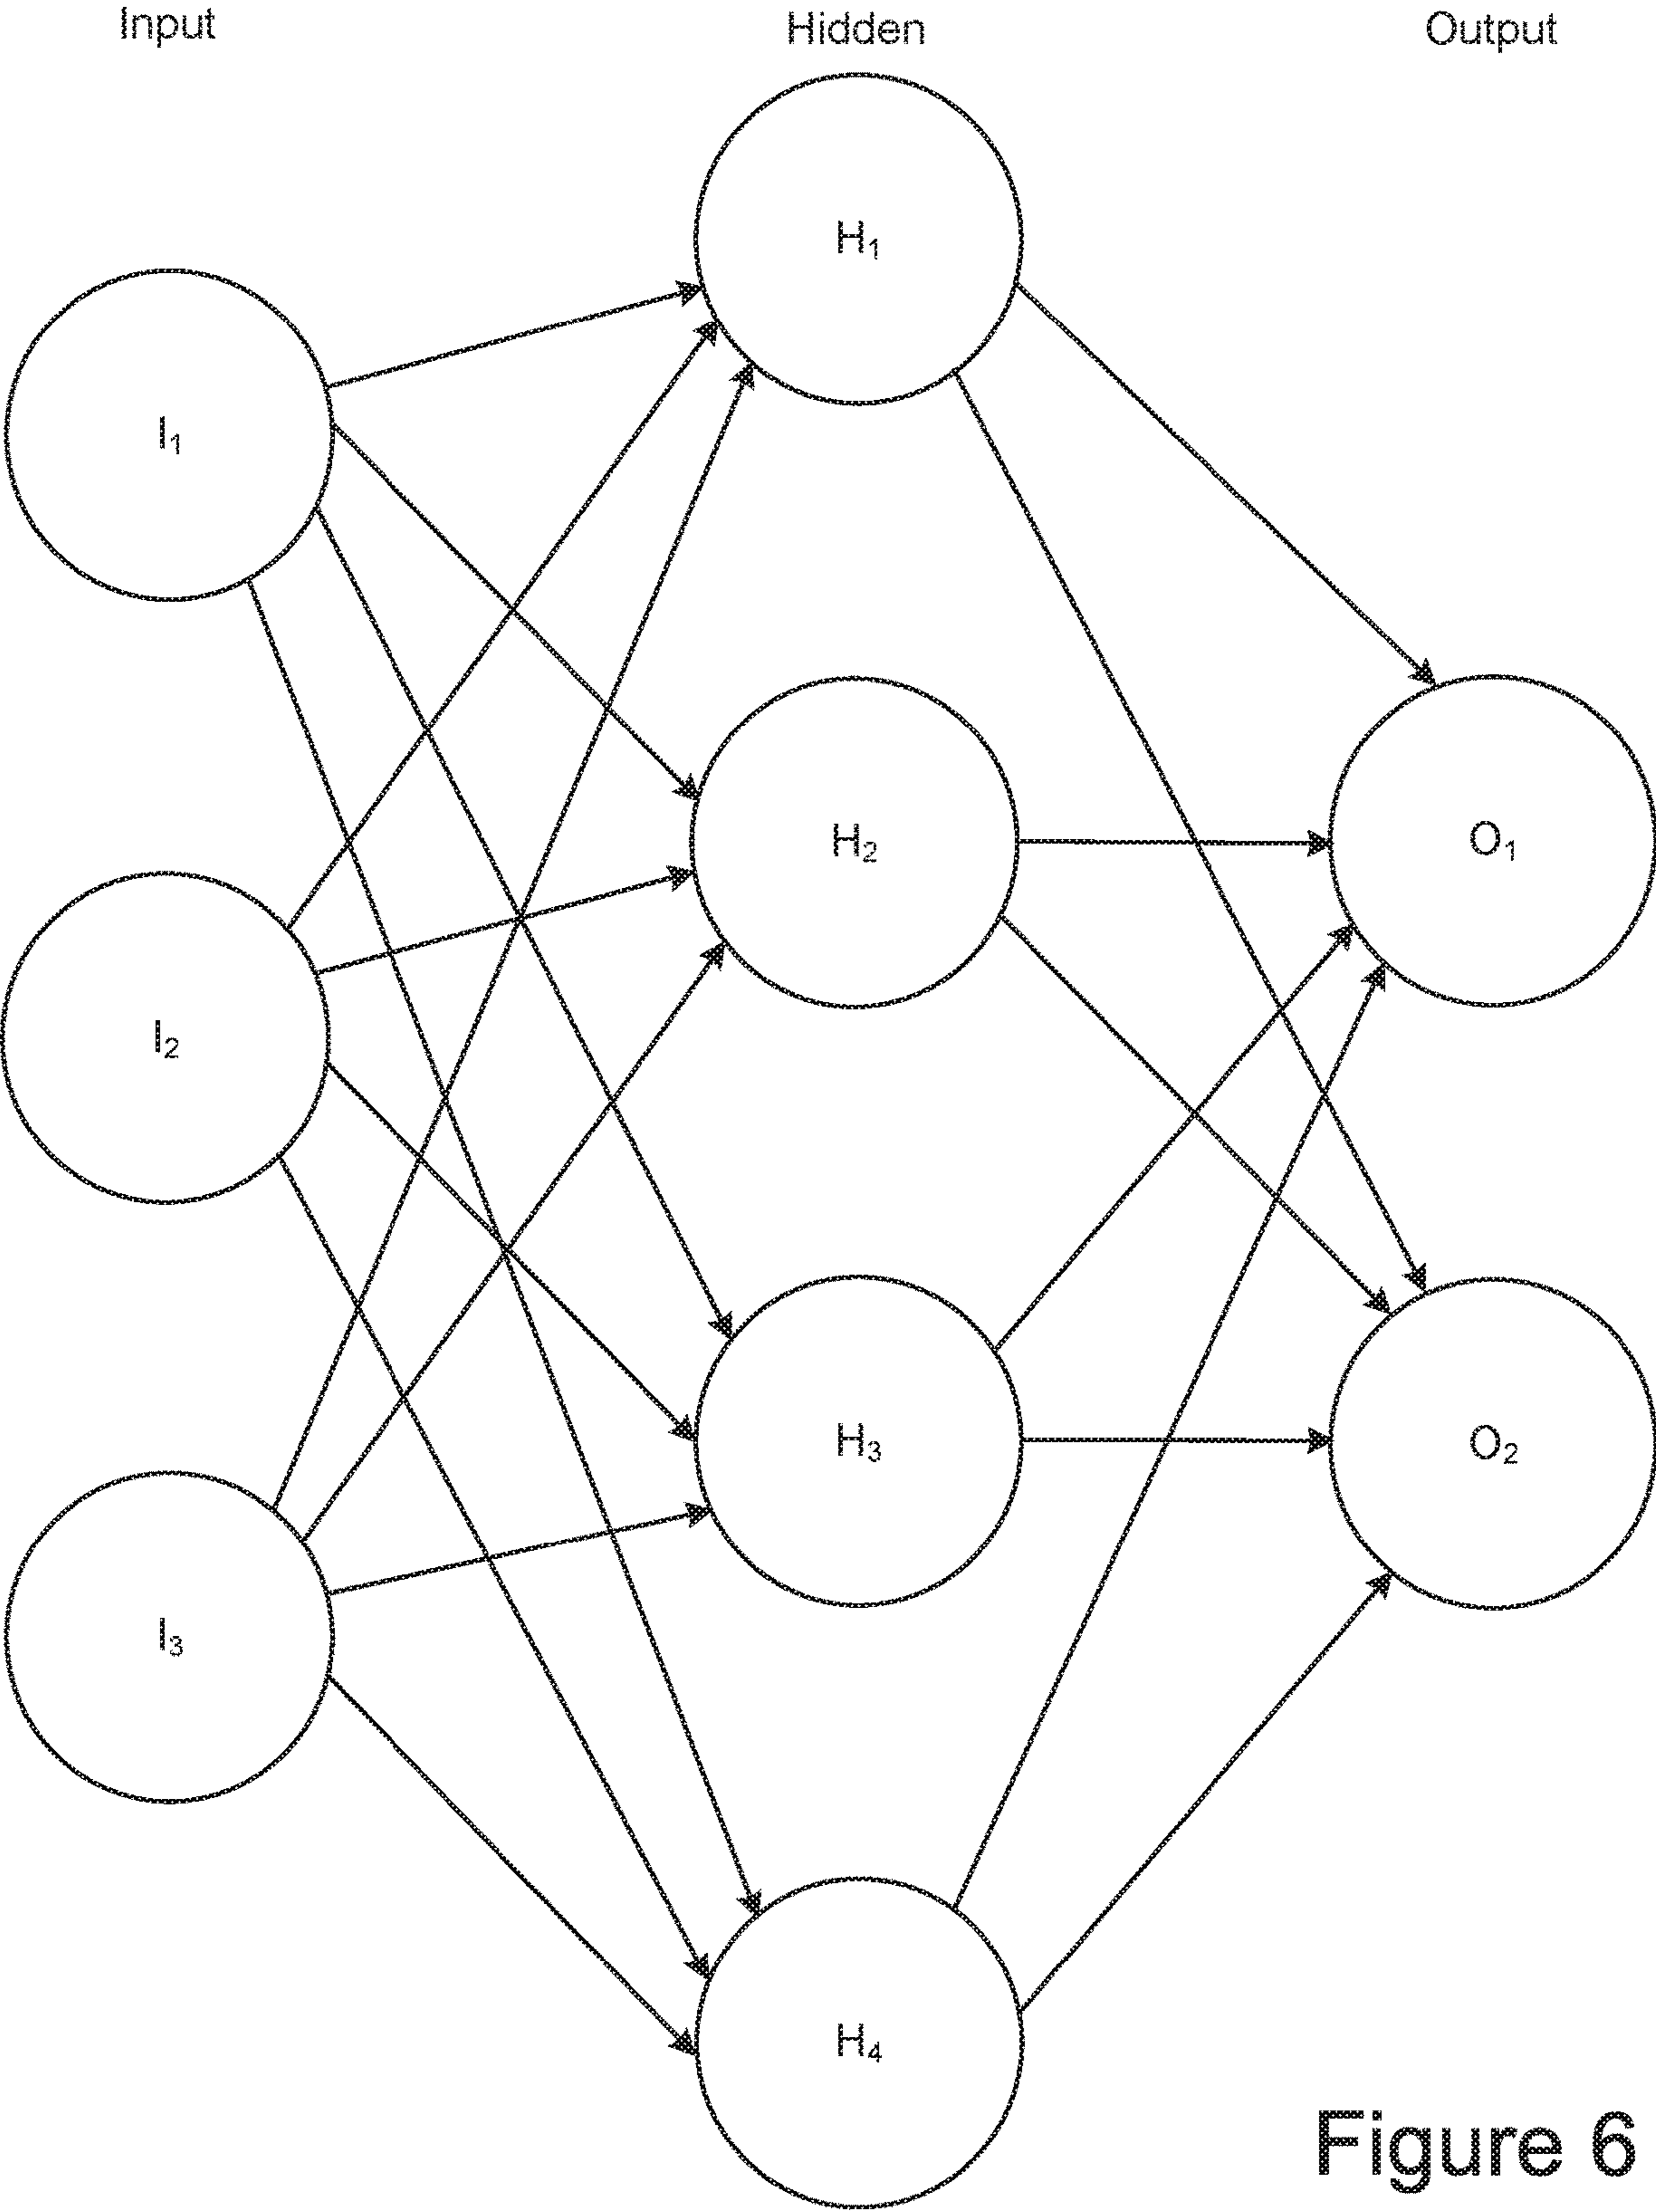 Input
Hidden
Output
H₁
I₁
H₂
O₁
I₂
H₃
O₂
I₃
H₄
Figure 6